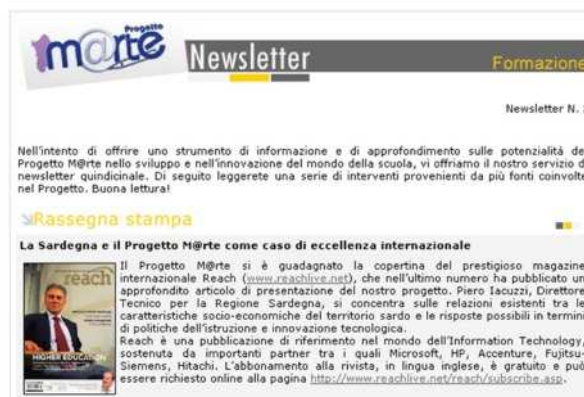 Progetto
m@rte
Newsletter
Formazione
Newsletter N.
Nell'intento di offrire uno strumento di informazione e di approfondimento sulle potenzialità de
Progetto M@rte nello sviluppo e nell'innovazione del mondo della scuola, vi offriamo il nostro servizio d
newsletter quindicinale. Di seguito leggerete una serie di interventi provenienti da più fonti coinvolte
nel Progetto. Buona lettura!
Rassegna stampa
La Sardegna e il Progetto M@rte come caso di eccellenza internazionale
reach
HIGHER EDUCATION
Il Progetto M@rte si è guadagnato la copertina del prestigioso magazine
internazionale Reach (www.reachlive.net), che nell'ultimo numero ha pubblicato un
approfondito articolo di presentazione del nostro progetto. Piero Iacuzzi, Direttore
Tecnico per la Regione Sardegna, si concentra sulle relazioni esistenti tra le
caratteristiche socio-economiche del territorio sardo e le risposte possibili in termini
di politiche dell'istruzione e innovazione tecnologica.
Reach è una pubblicazione di riferimento nel mondo dell'Information Technology,
sostenuta da importanti partner tra i quali Microsoft, HP, Accenture, Fujitsu-
Siemens, Hitachi. L'abbonamento alla rivista, in lingua inglese, è gratuito e può
essere richiesto online alla pagina http://www.reachlive.net/reach/subscribe.asp.